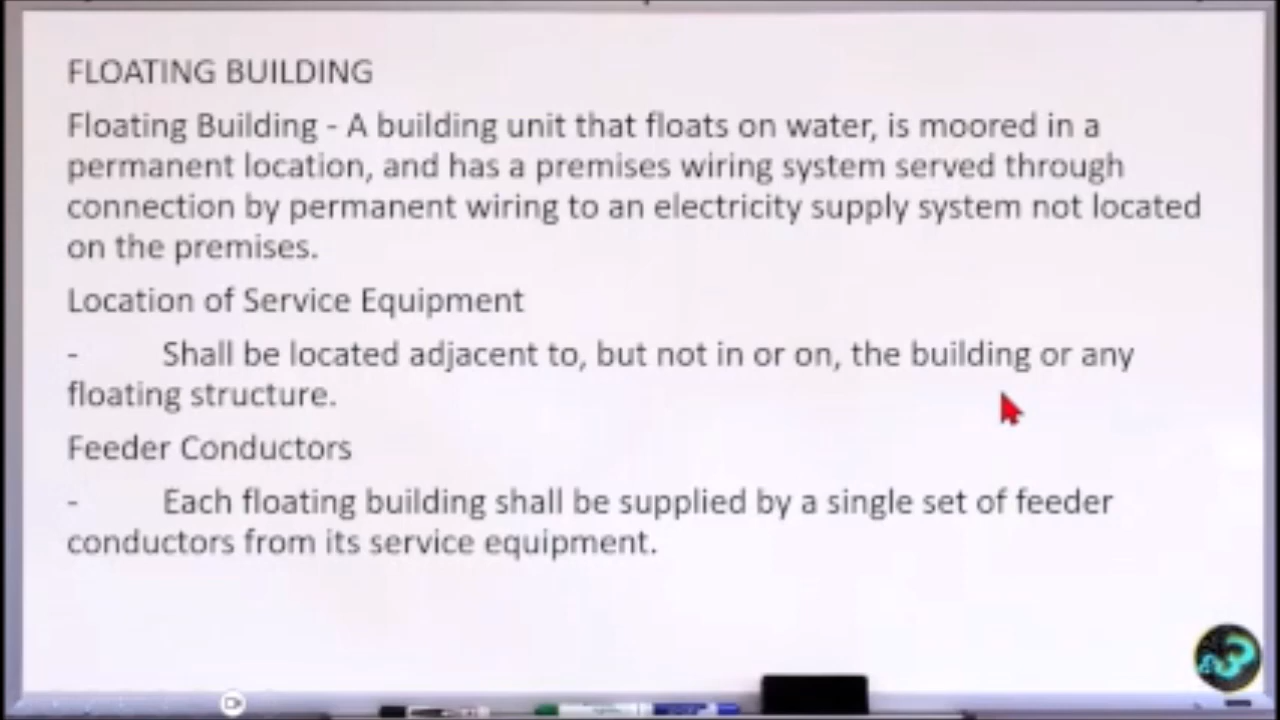 FLOATING BUILDING
Floating Building - A building unit that floats on water, is moored in a
permanent location, and has a premises wiring system served through
connection by permanent wiring to an electricity supply system not located
on the premises.
Location of Service Equipment
- Shall be located adjacent to, but not in or on, the building or any
floating structure.
Feeder Conductors
- Each floating building shall be supplied by a single set of feeder
conductors from its service equipment.